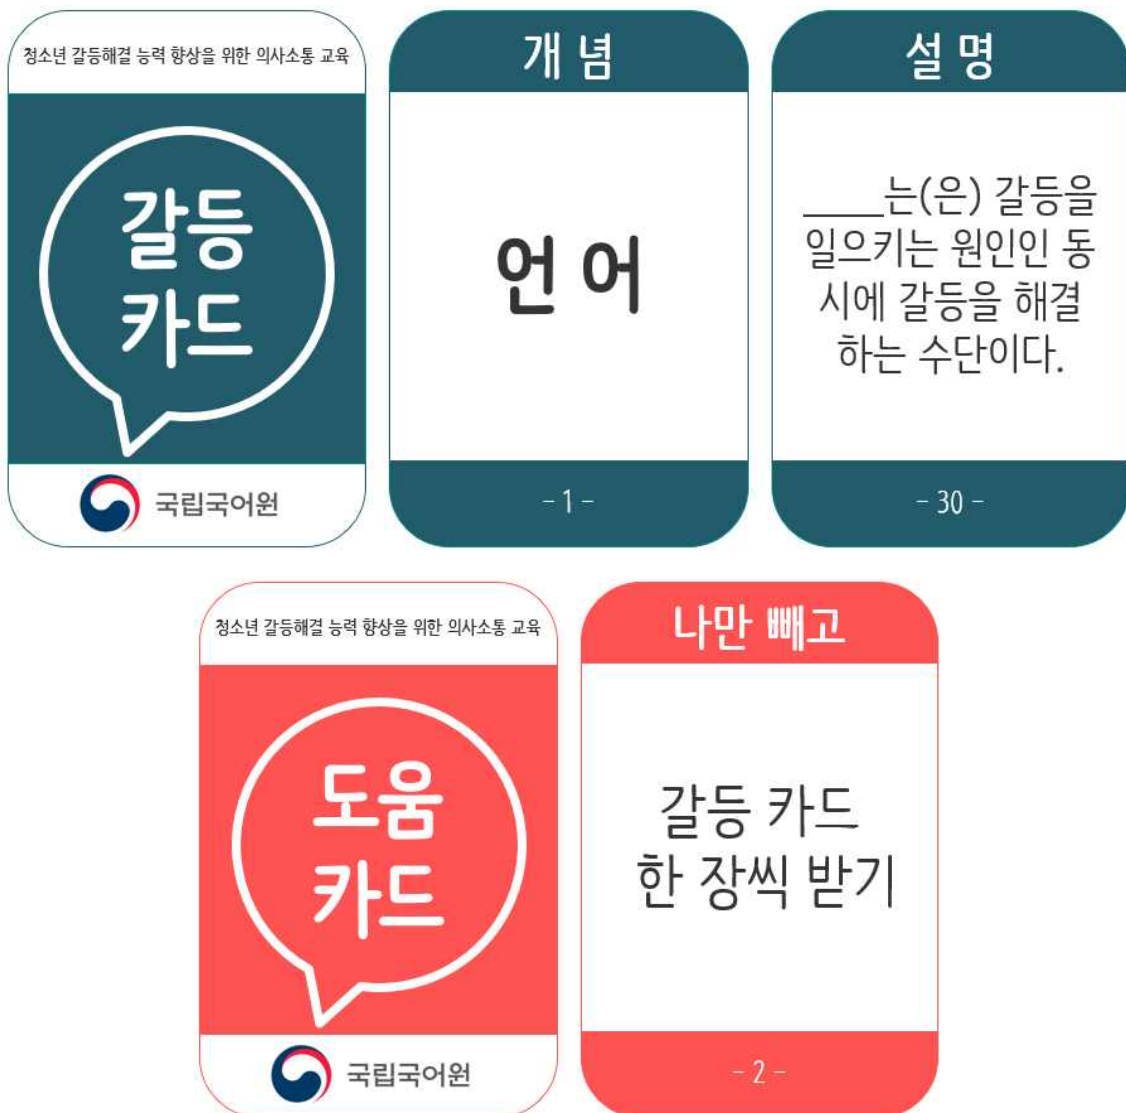 청소년 갈등해결 능력 향상을 위한 의사소통 교육
갈등
카드
국립국어원
개 념
언 어
- 1 -
설 명
____는(은) 갈등을
일으키는 원인인 동
시에 갈등을 해결
하는 수단이다.
- 30 -
청소년 갈등해결 능력 향상을 위한 의사소통 교육
도움
카드
국립국어원
나만 빼고
갈등 카드
한 장씩 받기
- 2 -